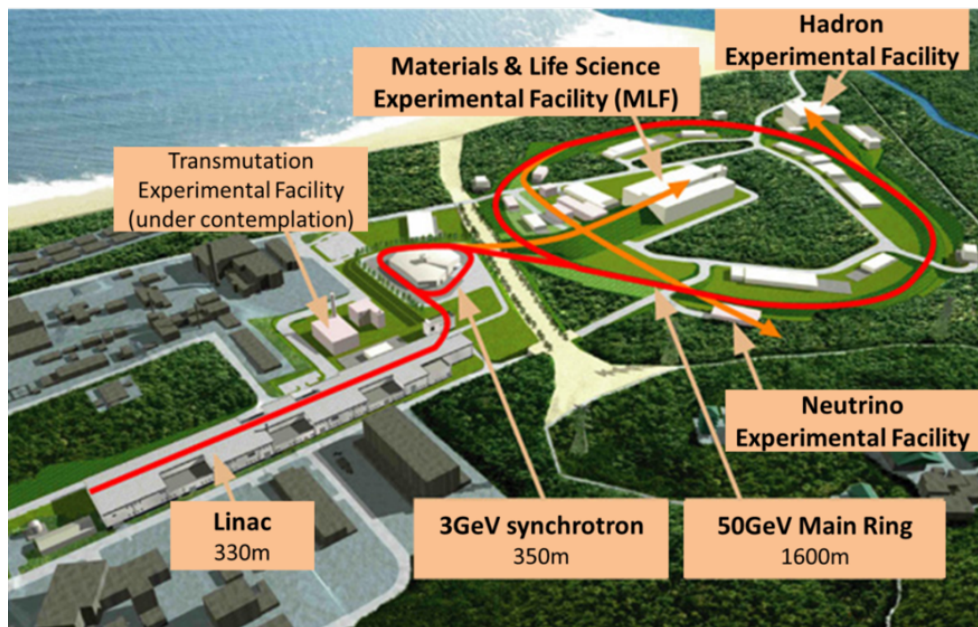 Hadron
Experimental Facility
Materials & Life Science
Experimental Facility (MLF)
Transmutation
Experimental Facility
(under contemplation)
Neutrino
Experimental Facility
Linac
330m
3GeV synchrotron
350m
50GeV Main Ring
1600m